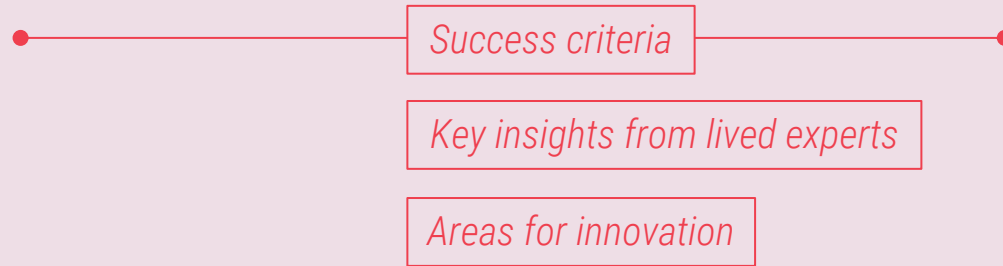 Success criteria
Key insights from lived experts
Areas for innovation